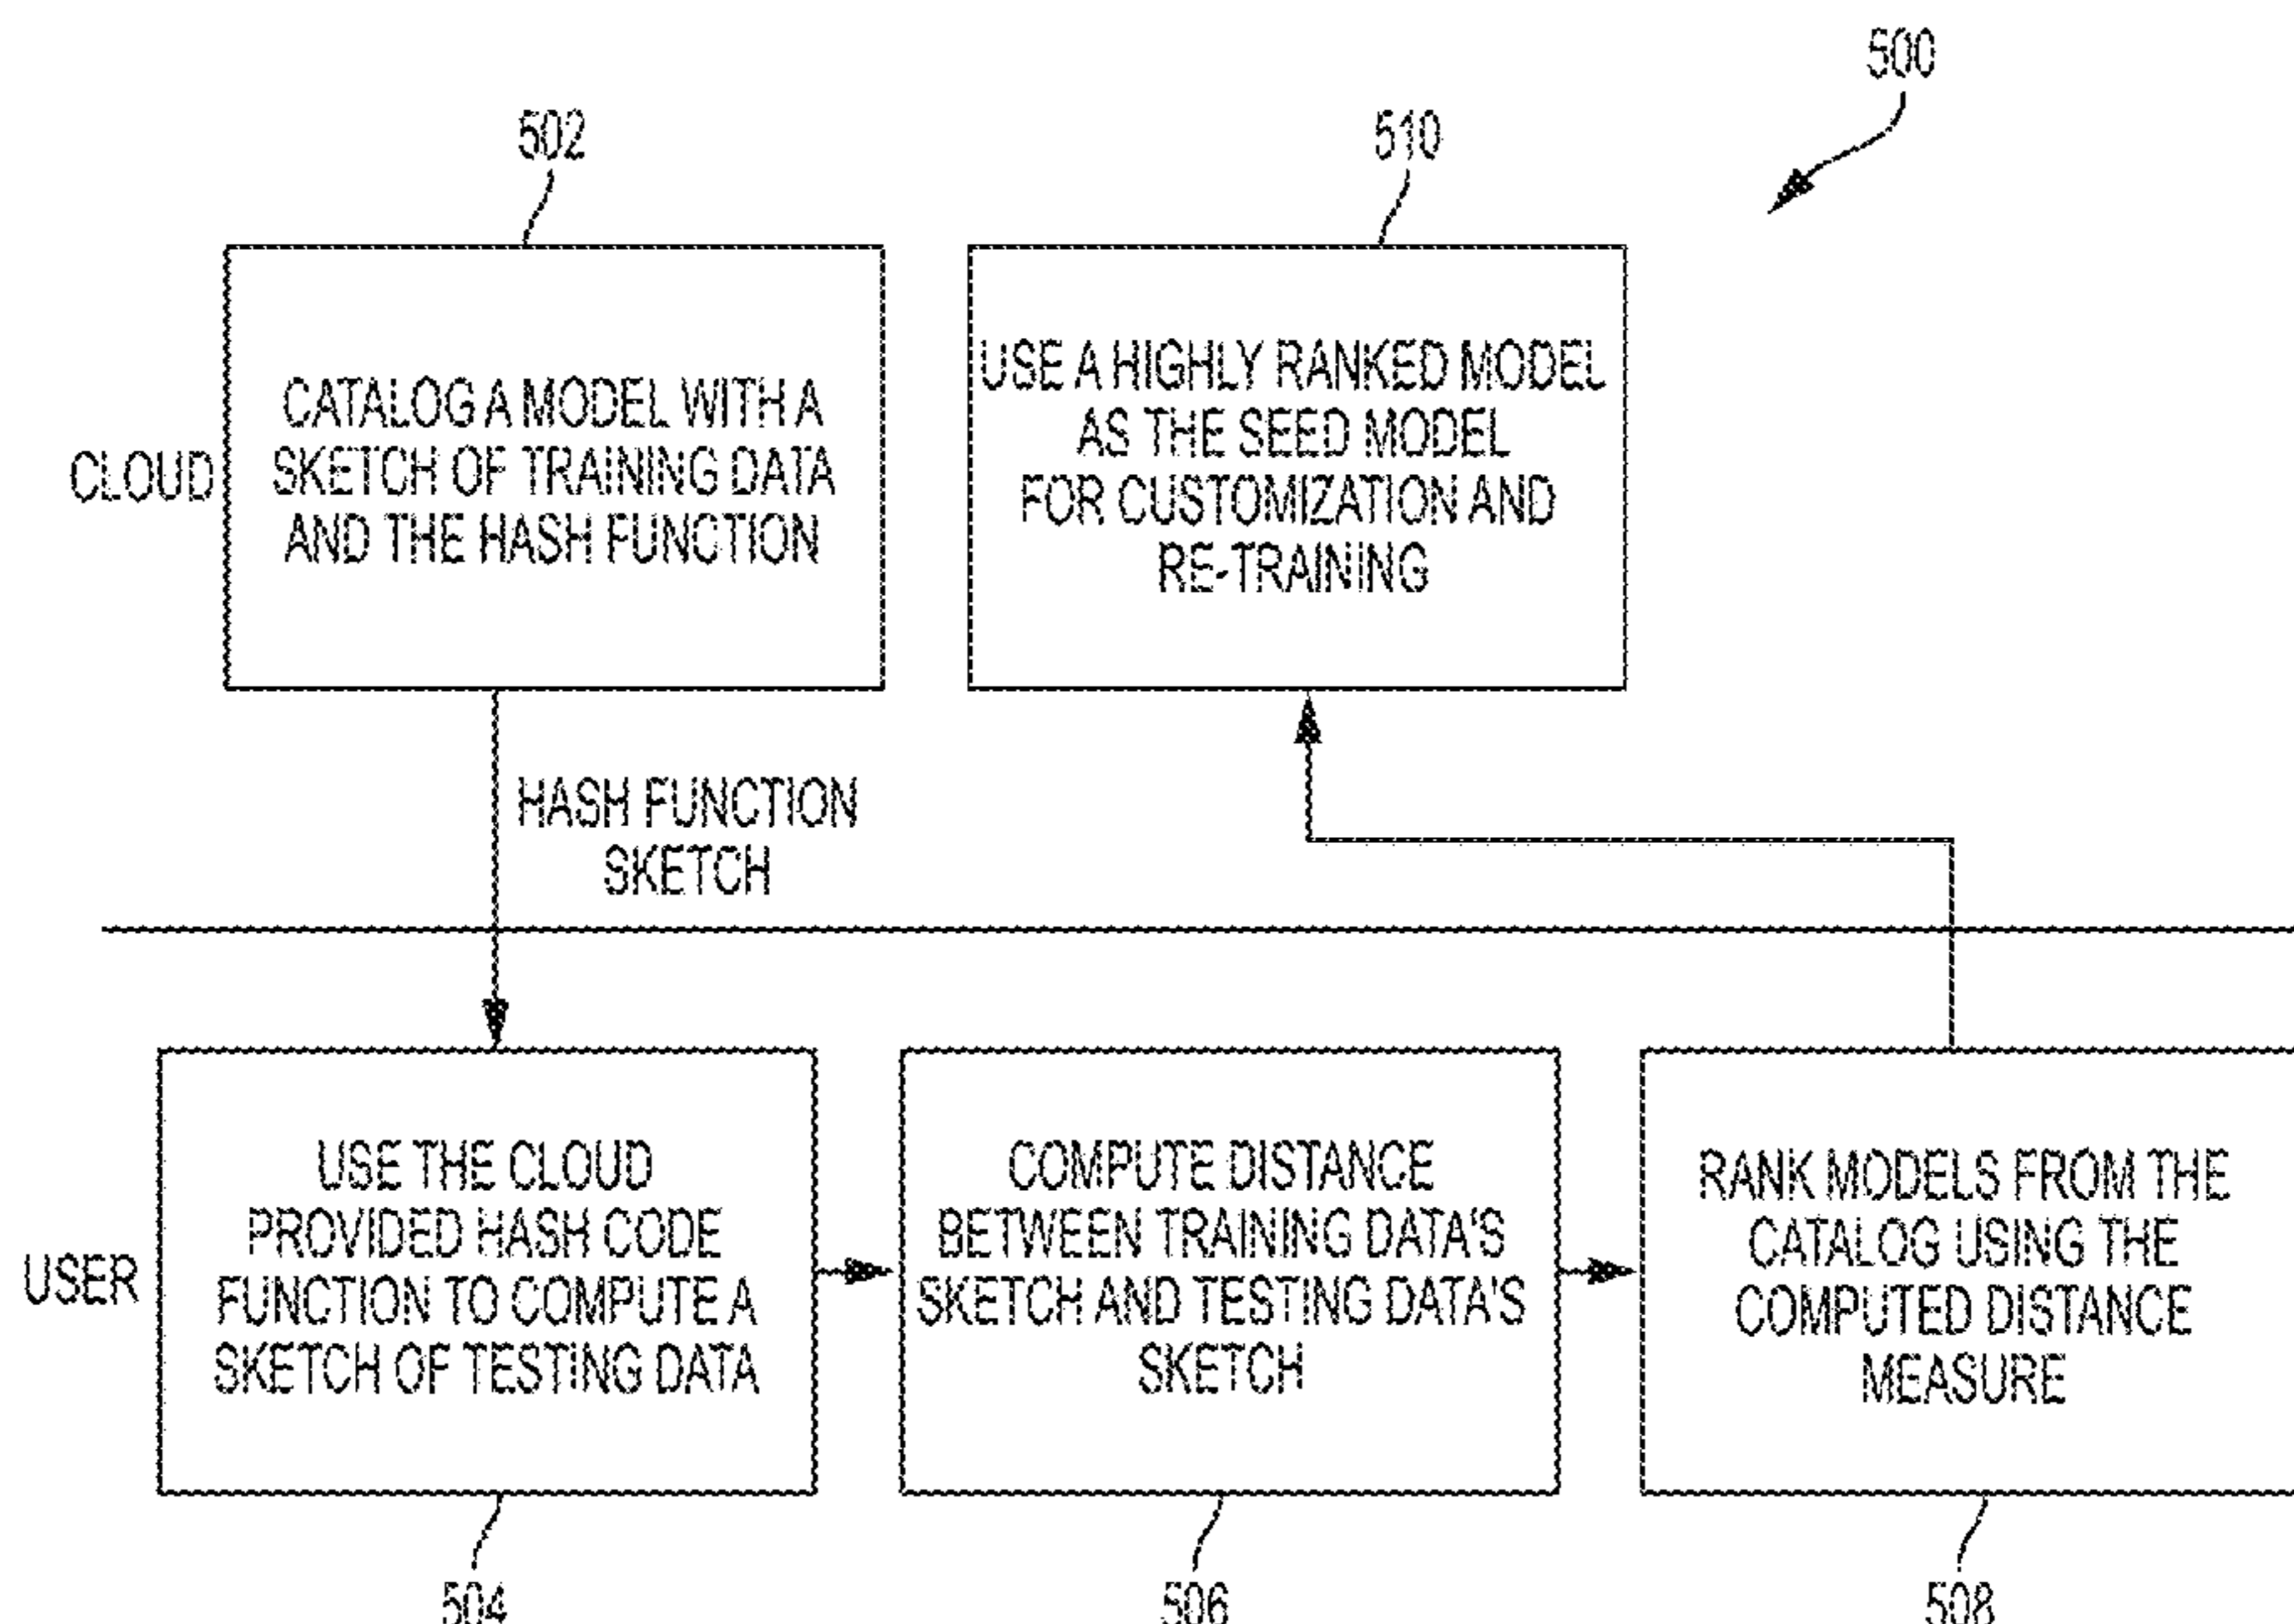 500
502
510
CLOUD
CATALOG A MODEL WITH A
SKETCH OF TRAINING DATA
AND THE HASH FUNCTION
USE A HIGHLY RANKED MODEL
AS THE SEED MODEL
FOR CUSTOMIZATION AND
RE-TRAINING
HASH FUNCTION
SKETCH
USER
USE THE CLOUD
PROVIDED HASH CODE
FUNCTION TO COMPUTE A
SKETCH OF TESTING DATA
COMPUTE DISTANCE
BETWEEN TRAINING DATA'S
SKETCH AND TESTING DATA'S
SKETCH
RANK MODELS FROM THE
CATALOG USING THE
COMPUTED DISTANCE
MEASURE
504
506
508